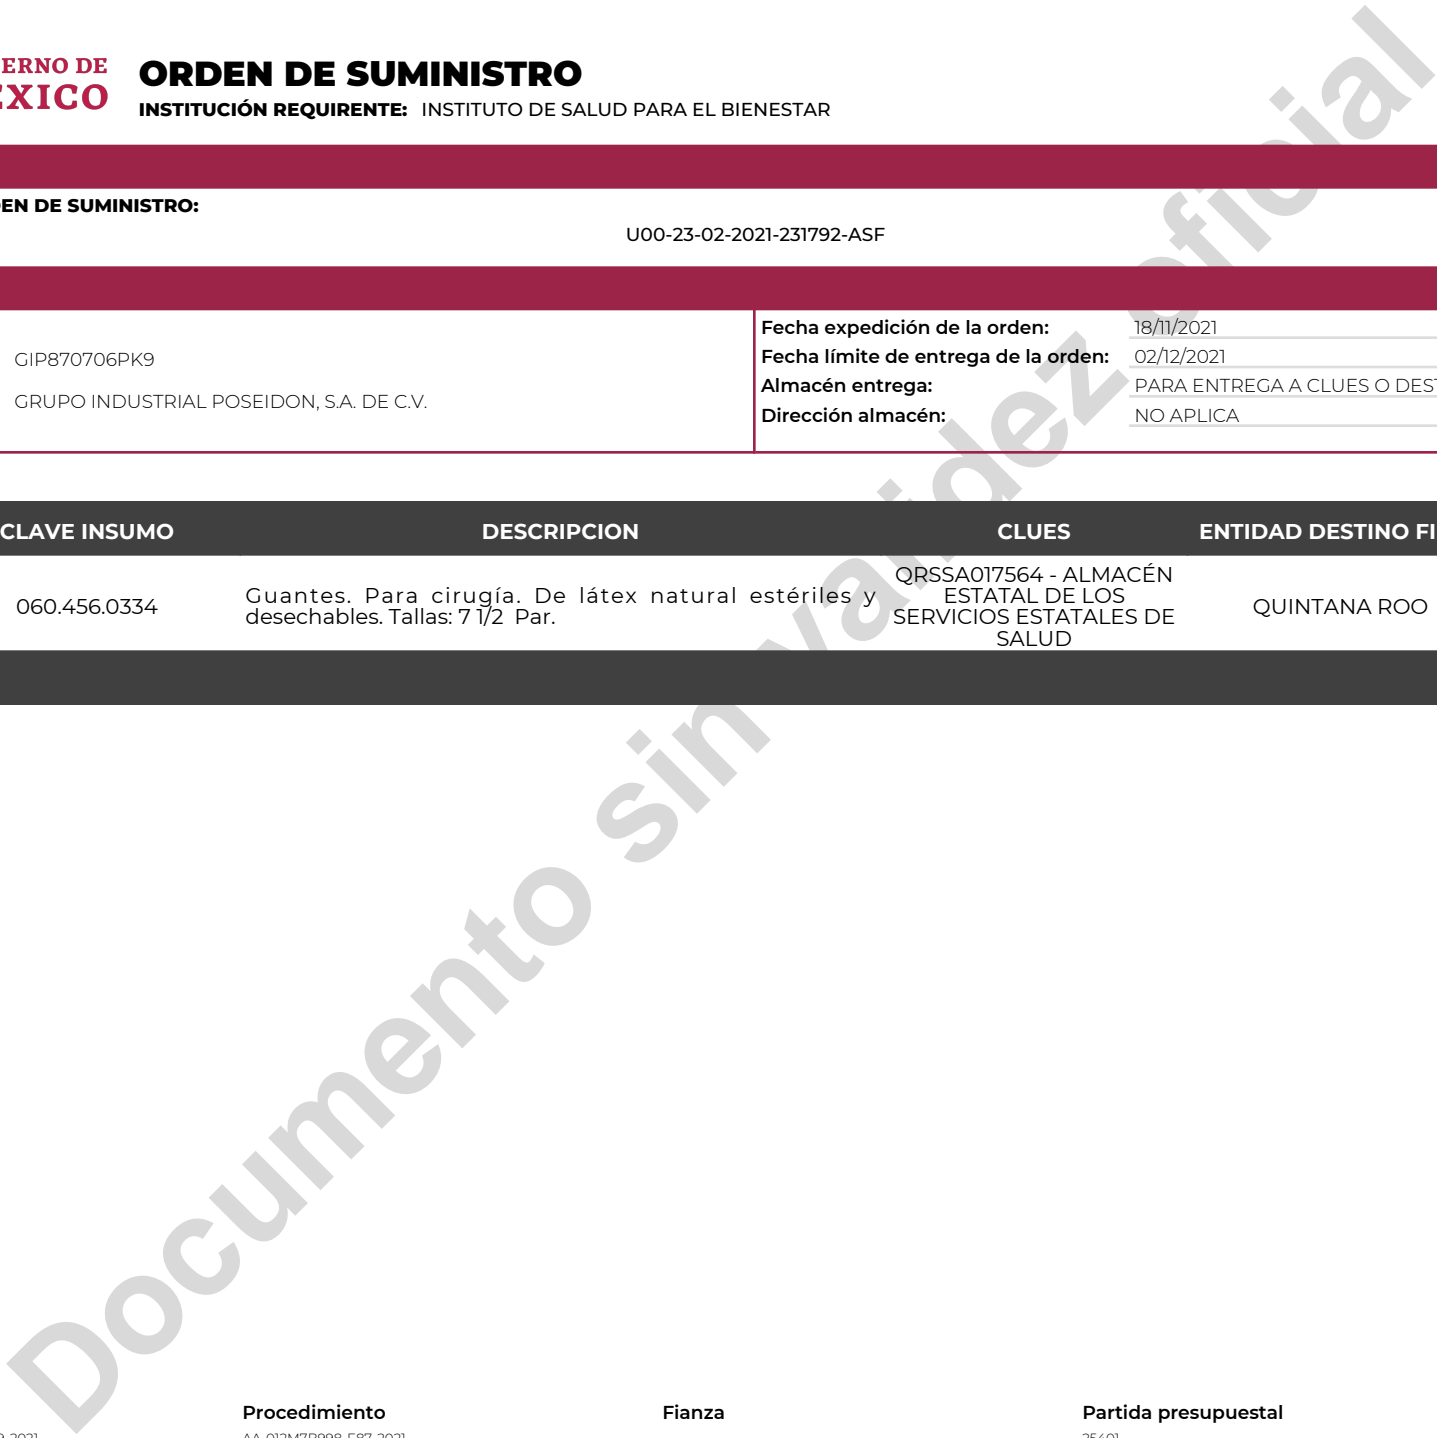 ERNO DE
EXICO
ORDEN DE SUMINISTRO
INSTITUCIÓN REQUIRENTE: INSTITUTO DE SALUD PARA EL BIENESTAR
EN DE SUMINISTRO:
U00-23-02-2021-231792-ASF
GIP870706PK9
GRUPO INDUSTRIAL POSEIDON, S.A. DE C.V.
Fecha expedición de la orden: 18/11/2021
Fecha límite de entrega de la orden: 02/12/2021
Almacén entrega: PARA ENTREGA A CLUES O DEST
Dirección almacén: NO APLICA
CLAVE INSUMO DESCRIPCION CLUES ENTIDAD DESTINO FI
060.456.0334
Guantes. Para cirugía. De látex natural estériles y
desechables. Tallas: 7 1/2 Par.
QRSSA017564 - ALMACÉN
ESTATAL DE LOS
SERVICIOS ESTATALES DE
SALUD
QUINTANA ROO
Documento sin validez oficial
Procedimiento Fianza Partida presupuestal